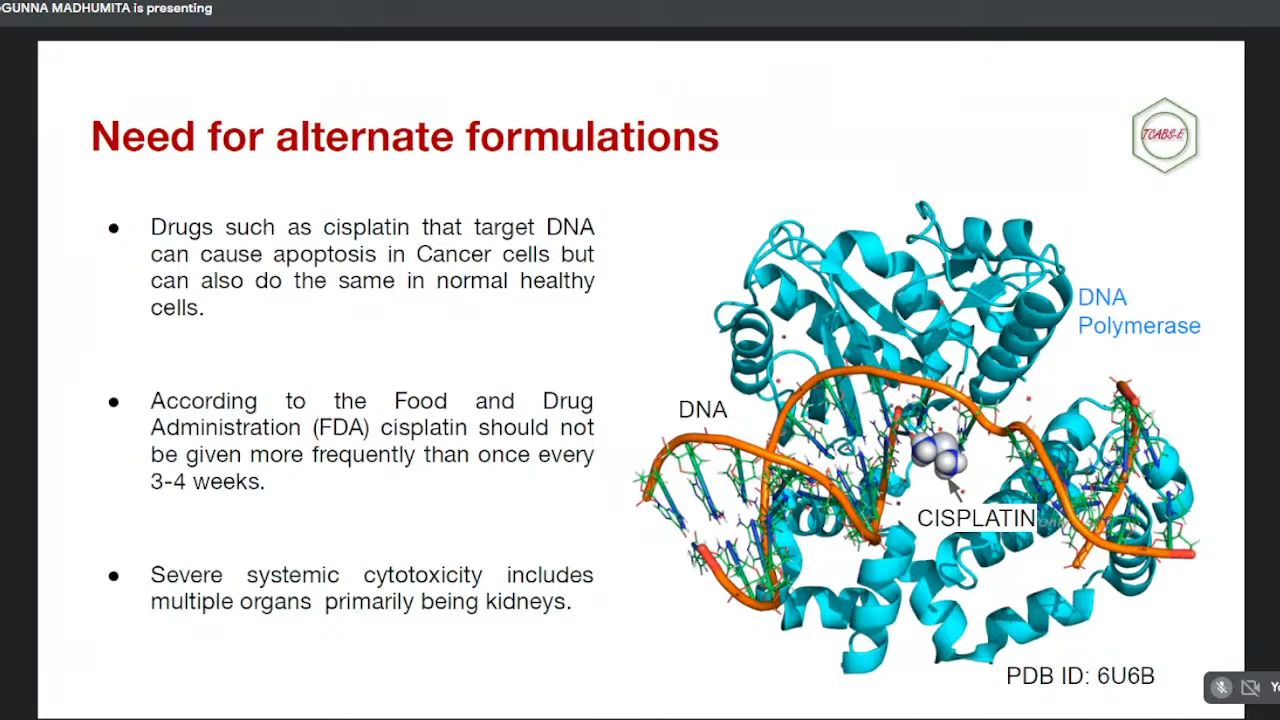 GUNNA MADHUMITA is presenting
Need for alternate formulations
TCABS-E
● Drugs such as cisplatin that target DNA
can cause apoptosis in Cancer cells but
can also do the same in normal healthy
cells.
● According to the Food and Drug
Administration (FDA) cisplatin should not
be given more frequently than once every
3-4 weeks.
● Severe systemic cytotoxicity includes
multiple organs primarily being kidneys.
DNA
Polymerase
DNA
CISPLATIN
PDB ID: 6U6B